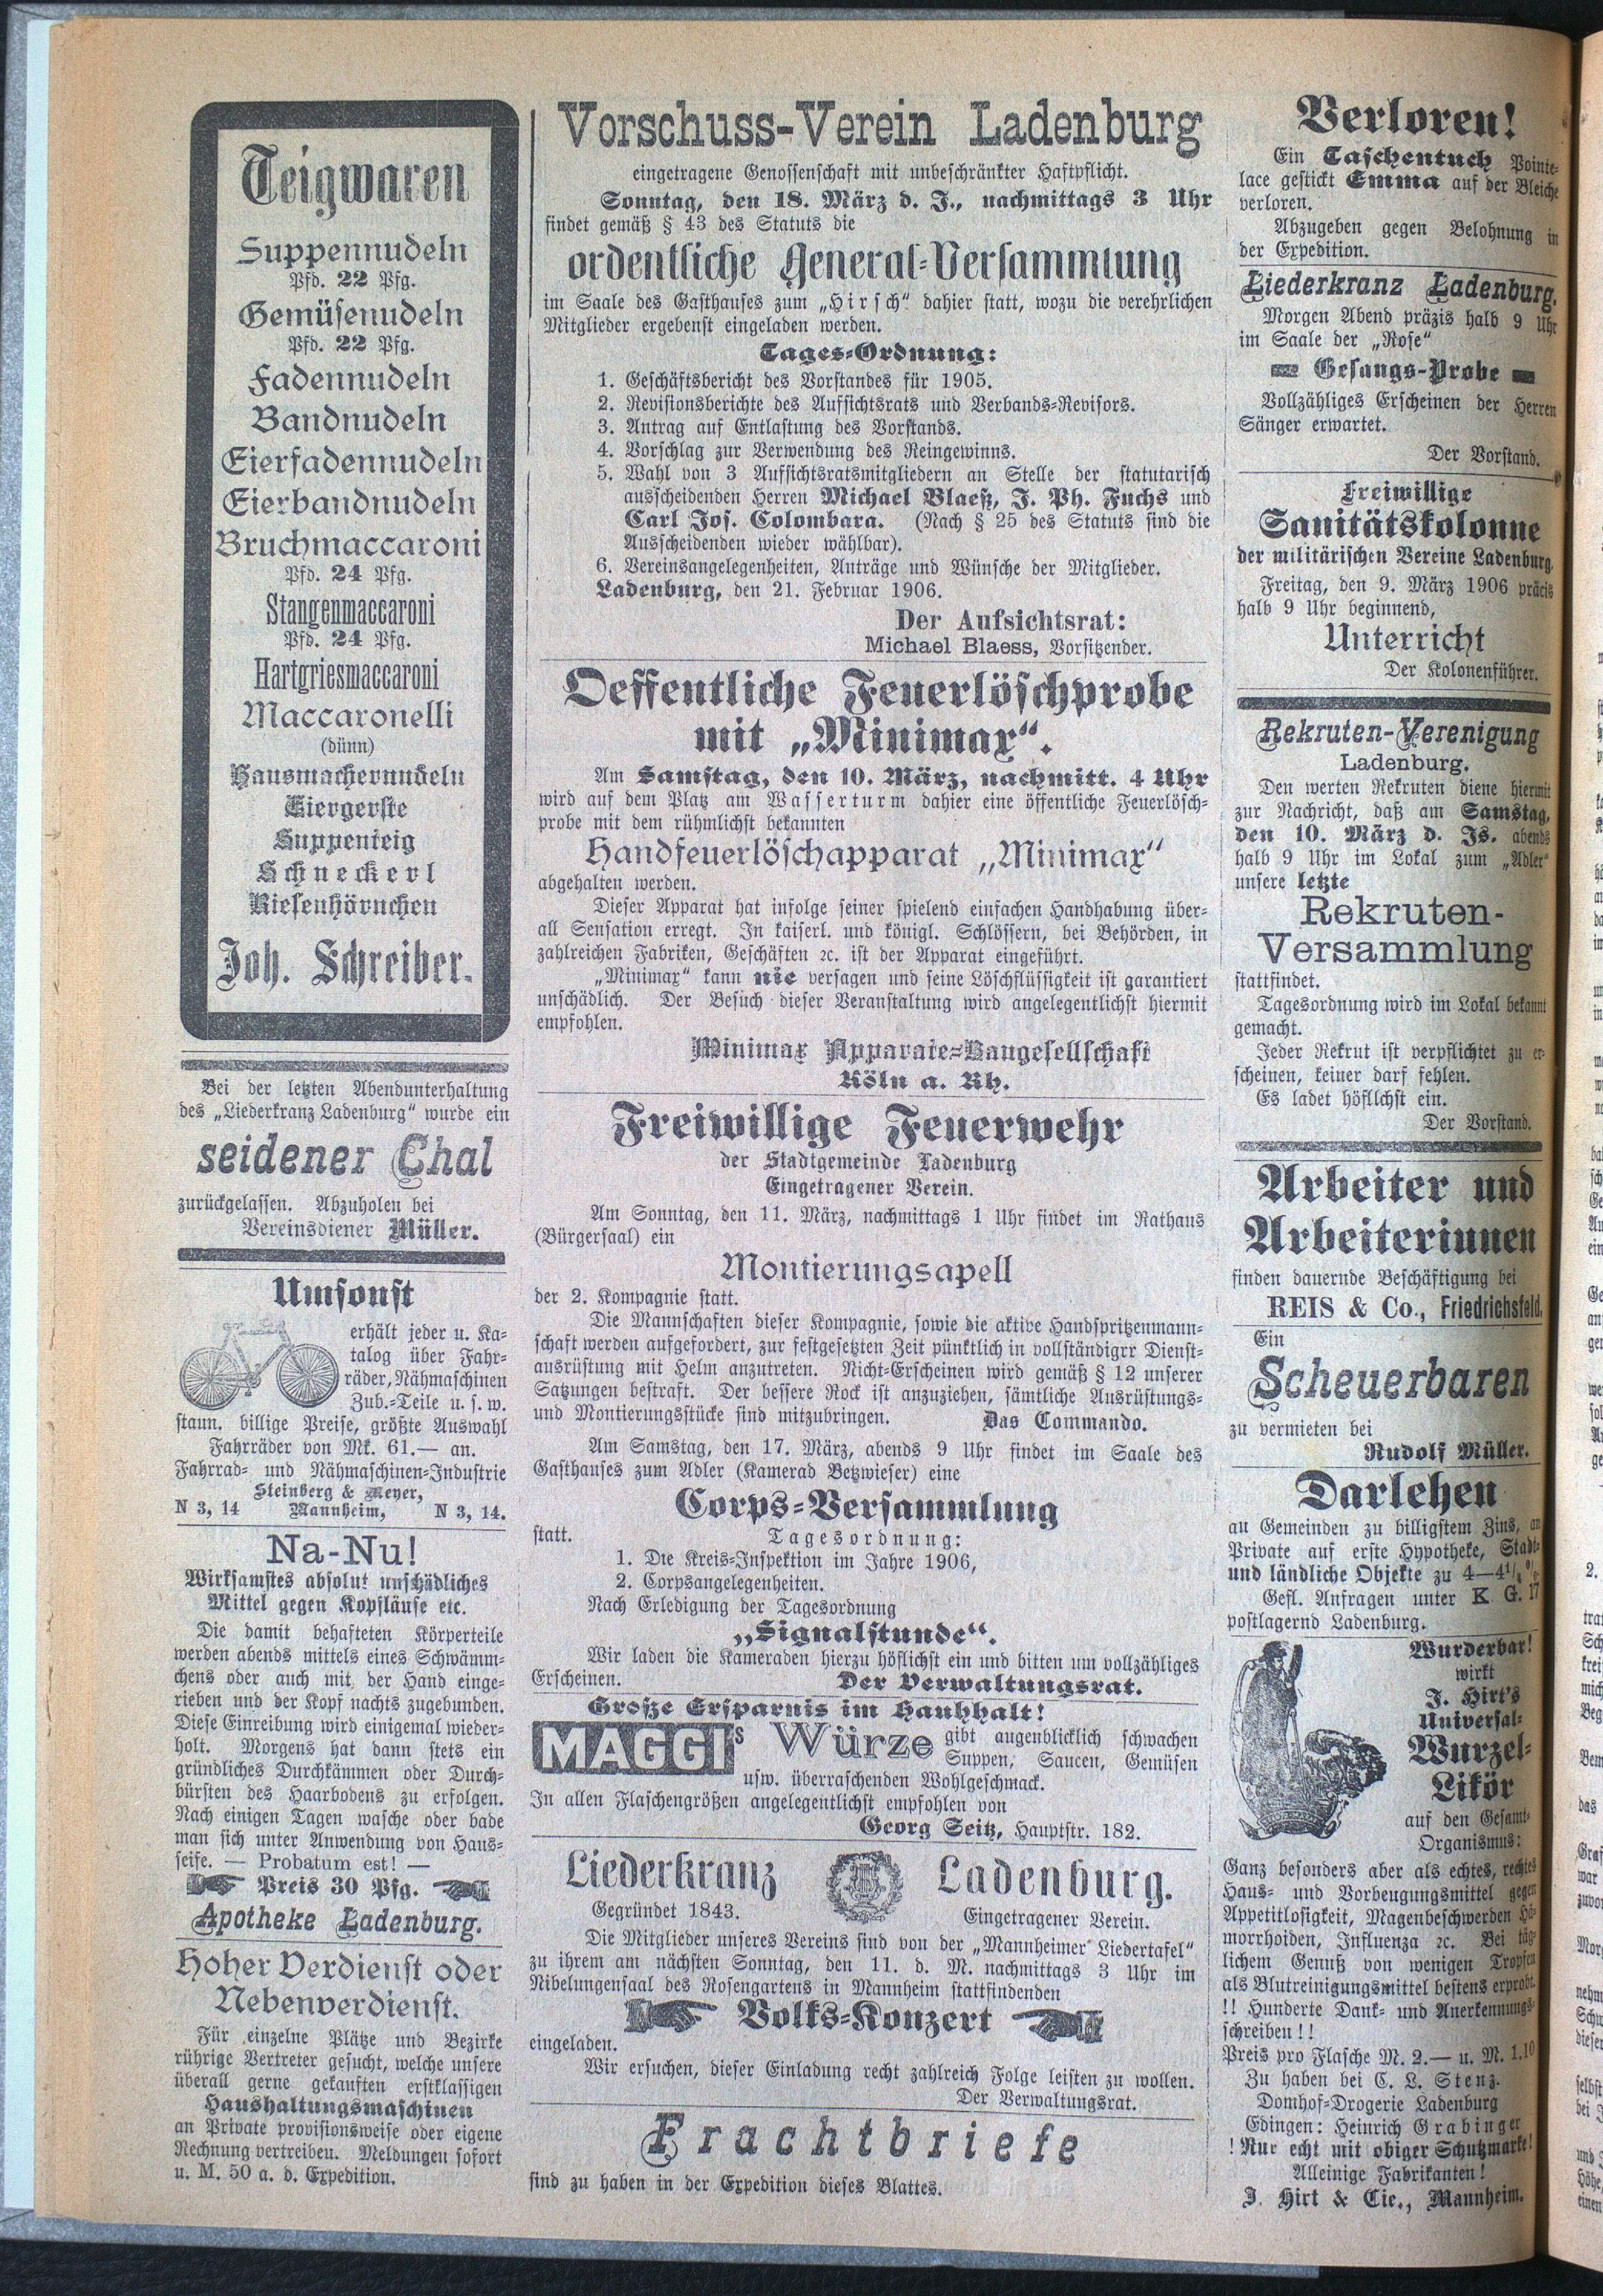 Teigwaren
Suppennudeln
Pfd. 22 Pfg.
Gemüsenudeln
Pfd. 22 Pfg.
Fadennudeln
Bandnudeln
Eierfadennudeln
Eierbandnudeln
Bruchmaccaroni
Pfd. 24 Pfg.
Stangenmaccaroni
Pfd. 24 Pfg.
Hartgriesmaccaroni
Maccaronelli
(dünn)
Hausmachernudeln
Eiergerste
Suppenteig
Schneckerl
Riesenhörnchen
Joh. Schreiber.
Bei der letzten Abendunterhaltung
des „Liederkranz Ladenburg“ wurde ein
seidener Chal
zurückgelassen. Abzuholen bei
Vereinsdiener Müller.
Umsonst
erhält jeder u. Ka-
talog über Fahr-
räder, Nähmaschinen
Zub.-Teile u. s. w.
staun. billige Preise, größte Auswahl
Fahrräder von Mk. 61.— an.
Fahrrad- und Nähmaschinen-Industrie
Steinberg & Meyer,
N 3, 14 Mannheim, N 3, 14.
Na-Nu!
Wirksamstes absolut unschädliches
Mittel gegen Kopfläuse etc.
Die damit behafteten Körperteile
werden abends mittels eines Schwämm-
chens oder auch mit der Hand einge-
rieben und der Kopf nachts zugebunden.
Diese Einreibung wird einigemal wieder-
holt. Morgens hat dann stets ein
gründliches Durchkämmen oder Durch-
bürsten des Haarbodens zu erfolgen.
Nach einigen Tagen wasche oder bade
man sich unter Anwendung von Haus-
seife. — Probatum est! —
Preis 30 Pfg.
Apotheke Ladenburg.
Hoher Verdienst oder
Nebenverdienst.
Für einzelne Plätze und Bezirke
rührige Vertreter gesucht, welche unsere
überall gerne gekauften erstklassigen
Haushaltungsmaschinen
an Private provisionsweise oder eigene
Rechnung vertreiben. Meldungen sofort
u. M. 50 a. d. Expedition.
Vorschuss-Verein Ladenburg
eingetragene Genossenschaft mit unbeschränkter Haftpflicht.
Sonntag, den 18. März d. J., nachmittags 3 Uhr
findet gemäß § 43 des Statuts die
ordentliche General-Versammlung
im Saale des Gasthauses zum „Hirsch“ dahier statt, wozu die verehrlichen
Mitglieder ergebenst eingeladen werden.
Tages-Ordnung:
1. Geschäftsbericht des Vorstandes für 1905.
2. Revisionsberichte des Aufsichtsrats und Verbands-Revisors.
3. Antrag auf Entlastung des Vorstands.
4. Vorschlag zur Verwendung des Reingewinns.
5. Wahl von 3 Aufsichtsratsmitgliedern an Stelle der statutarisch
ausscheidenden Herren Michael Blaeß, J. Ph. Fuchs und
Carl Jos. Colombara. (Nach § 25 des Statuts sind die
Ausscheidenden wieder wählbar).
6. Vereinsangelegenheiten, Anträge und Wünsche der Mitglieder.
Ladenburg, den 21. Februar 1906.
Der Aufsichtsrat:
Michael Blaess, Vorsitzender.
Oeffentliche Feuerlöschprobe
mit „Minimax“.
Am Samstag, den 10. März, nachmitt. 4 Uhr
wird auf dem Platz am Wasserturm dahier eine öffentliche Feuerlösch-
probe mit dem rühmlichst bekannten
Handfeuerlöschapparat „Minimax“
abgehalten werden.
Dieser Apparat hat infolge seiner spielend einfachen Handhabung über-
all Sensation erregt. In kaiserl. und königl. Schlössern, bei Behörden, in
zahlreichen Fabriken, Geschäften ꝛc. ist der Apparat eingeführt.
„Minimax“ kann nie versagen und seine Löschflüssigkeit ist garantiert
unschädlich. Der Besuch dieser Veranstaltung wird angelegentlichst hiermit
empfohlen.
Minimax Apparate-Baugesellschaft
Köln a. Rh.
Freiwillige Feuerwehr
der Stadtgemeinde Ladenburg
Eingetragener Verein.
Am Sonntag, den 11. März, nachmittags 1 Uhr findet im Rathaus
(Bürgersaal) ein
Montierungsapell
der 2. Kompagnie statt.
Die Mannschaften dieser Kompagnie, sowie die aktive Handspritzenmann-
schaft werden aufgefordert, zur festgesetzten Zeit pünktlich in vollständigrr Dienst-
ausrüstung mit Helm anzutreten. Nicht-Erscheinen wird gemäß § 12 unserer
Satzungen bestraft. Der bessere Rock ist anzuziehen, sämtliche Ausrüstungs-
und Montierungsstücke sind mitzubringen. Das Commando.
Am Samstag, den 17. März, abends 9 Uhr findet im Saale des
Gasthauses zum Adler (Kamerad Betzwieser) eine
Corps-Versammlung
statt. Tagesordnung:
1. Die Kreis-Inspektion im Jahre 1906,
2. Corpsangelegenheiten.
Nach Erledigung der Tagesordnung
„Signalstunde“.
Wir laden die Kameraden hierzu höflichst ein und bitten um vollzähliges
Erscheinen. Der Verwaltungsrat.
Große Ersparnis im Hauhhalt!
MAGGIs Würze gibt augenblicklich schwachen
Suppen, Saucen, Gemüsen
usw. überraschenden Wohlgeschmack.
In allen Flaschengrößen angelegentlichst empfohlen von
Georg Seitz, Hauptstr. 182.
Liederkranz Ladenburg.
Gegründet 1843. Eingetragener Verein.
Die Mitglieder unseres Vereins sind von der „Mannheimer Liedertafel“
zu ihrem am nächsten Sonntag, den 11. d. M. nachmittags 3 Uhr im
Nibelungensaal des Rosengartens in Mannheim stattfindenden
Volks-Konzert
eingeladen.
Wir ersuchen, dieser Einladung recht zahlreich Folge leisten zu wollen.
Der Verwaltungsrat.
Frachtbriefe
sind zu haben in der Expedition dieses Blattes.
Verloren!
Ein Taschentuch Pointe-
lace gestickt Emma auf der Bleiche
verloren.
Abzugeben gegen Belohnung in
der Expedition.
Liederkranz Ladenburg.
Morgen Abend präzis halb 9 Uhr
im Saale der „Rose“
Gesangs-Probe
Vollzähliges Erscheinen der Herren
Sänger erwartet.
Der Vorstand.
Freiwillige
Sanitätskolonne
der militärischen Vereine Ladenburg.
Freitag, den 9. März 1906 präcis
halb 9 Uhr beginnend,
Unterricht
Der Kolonenführer.
Rekruten-Verenigung
Ladenburg.
Den werten Rekruten diene hiermit
zur Nachricht, daß am Samstag,
den 10. März d. Js. abends
halb 9 Uhr im Lokal zum „Adler“
unsere letzte
Rekruten-
Versammlung
stattfindet.
Tagesordnung wird im Lokal bekannt
gemacht.
Jeder Rekrut ist verpflichtet zu er-
scheinen, keiner darf fehlen.
Es ladet höfllchst ein.
Der Vorstand.
Arbeiter und
Arbeiterinnen
finden dauernde Beschäftigung bei
REIS & Co., Friedrichsfeld.
Ein
Scheuerbaren
zu vermieten bei
Rudolf Müller.
Darlehen
an Gemeinden zu billigstem Zins, an
Private auf erste Hypotheke, Stadt-
und ländliche Objekte zu
Gefl. Anfragen unter K. G. 17
postlagernd Ladenburg.
Wurderbar!
wirkt
J. Hirt's
Universal-
Wurzel-
Likör
auf den Gesamt-
Organismus:
Ganz besonders aber als echtes, rechtes
Haus- und Vorbeugungsmittel gegen
Appetitlosigkeit, Magenbeschwerden Hä-
morrhoiden, Influenza ꝛc. Bei täg-
lichem Genuß von wenigen Tropfen
als Blutreinigungsmittel bestens erprobt.
!! Hunderte Dank- und Anerkennungs-
schreiben!!
Preis pro Flasche M. 2.— u. M. 1.10
Zu haben bei C. L. Stenz.
Domhof-Drogerie Ladenburg
Edingen: Heinrich Grabinger
! Nur echt mit obiger Schutzmarke!
Alleinige Fabrikanten!
J. Hirt & Cie., Mannheim.